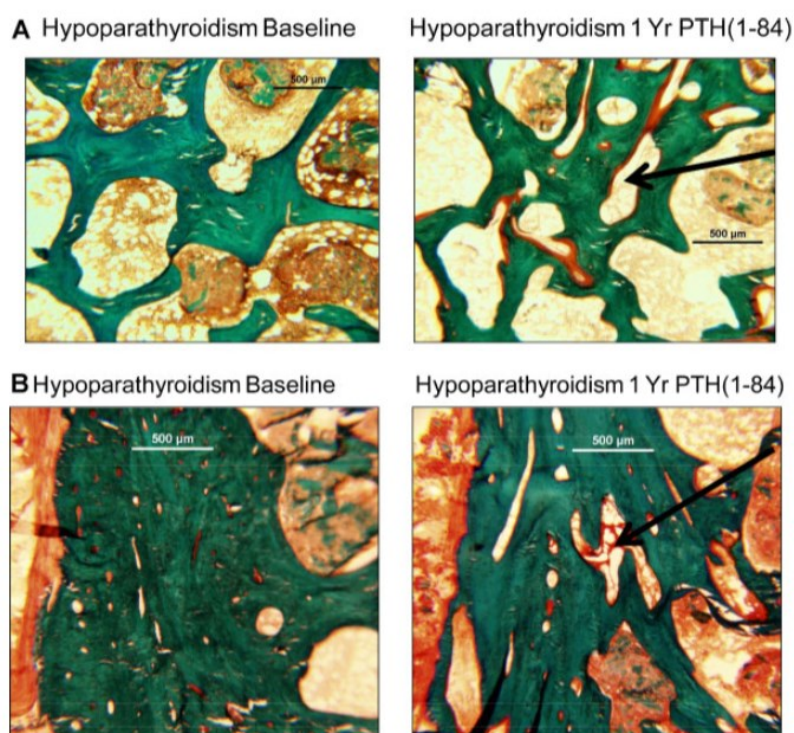 A Hypoparathyroidism Baseline
Hypoparathyroidism 1 Yr PTH(1-84)
500 µm
500 µm
B Hypoparathyroidism Baseline
Hypoparathyroidism 1 Yr PTH(1-84)
500 µm
500 µm